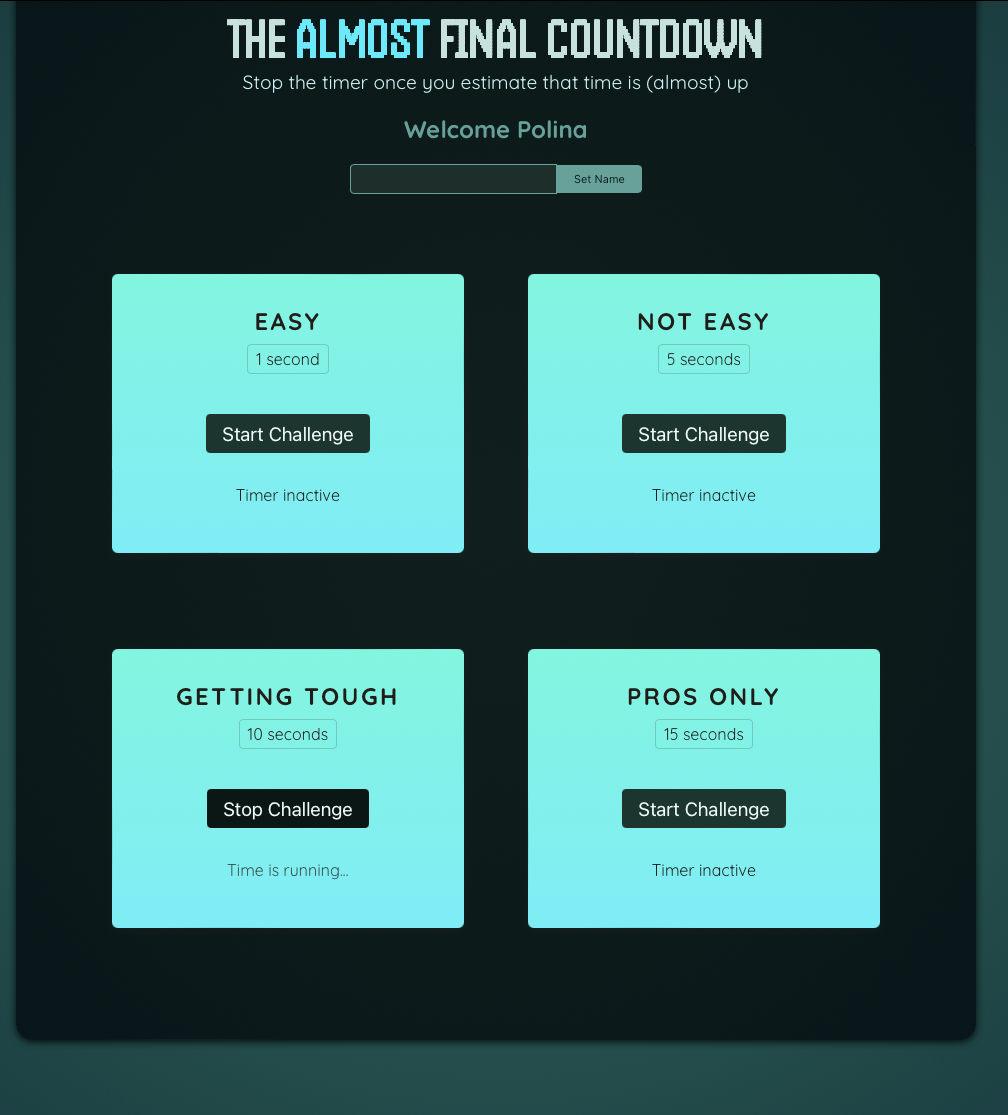 THE ALMOST FINAL COUNTDOWN
Stop the timer once you estimate that time is (almost) up
Welcome Polina
Set Name
EASY
1 second
Start Challenge
Timer inactive
NOT EASY
5 seconds
Start Challenge
Timer inactive
GETTING TOUGH
10 seconds
Stop Challenge
Time is running...
PROS ONLY
15 seconds
Start Challenge
Timer inactive